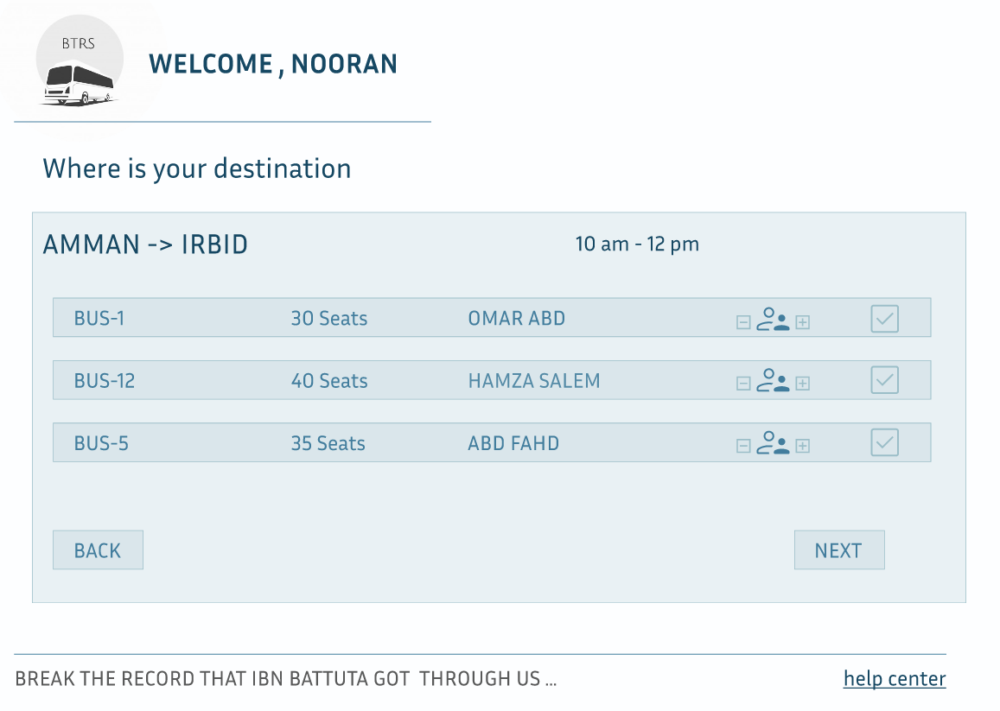 BTRS
WELCOME , NOORAN
Where is your destination
AMMAN -> IRBID 10 am - 12 pm
BUS-1 30 Seats OMAR ABD
BUS-12 40 Seats HAMZA SALEM
BUS-5 35 Seats ABD FAHD
BACK NEXT
BREAK THE RECORD THAT IBN BATTUTA GOT THROUGH US ... help center